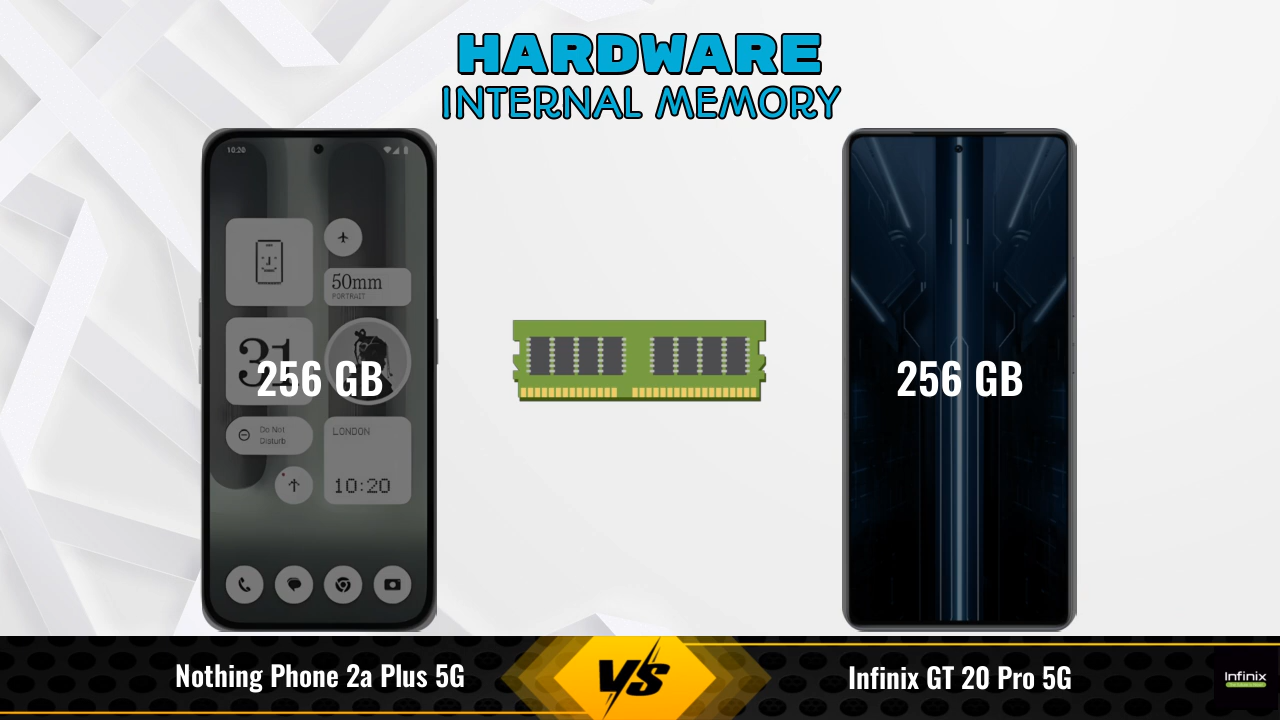 HARDWARE
INTERNAL MEMORY
10:20
50mm
PORTRAIT
31
256 GB
256 GB
Do Not
Disturb
LONDON
10:20
Nothing Phone 2a Plus 5G
VS
Infinix GT 20 Pro 5G
Infinix